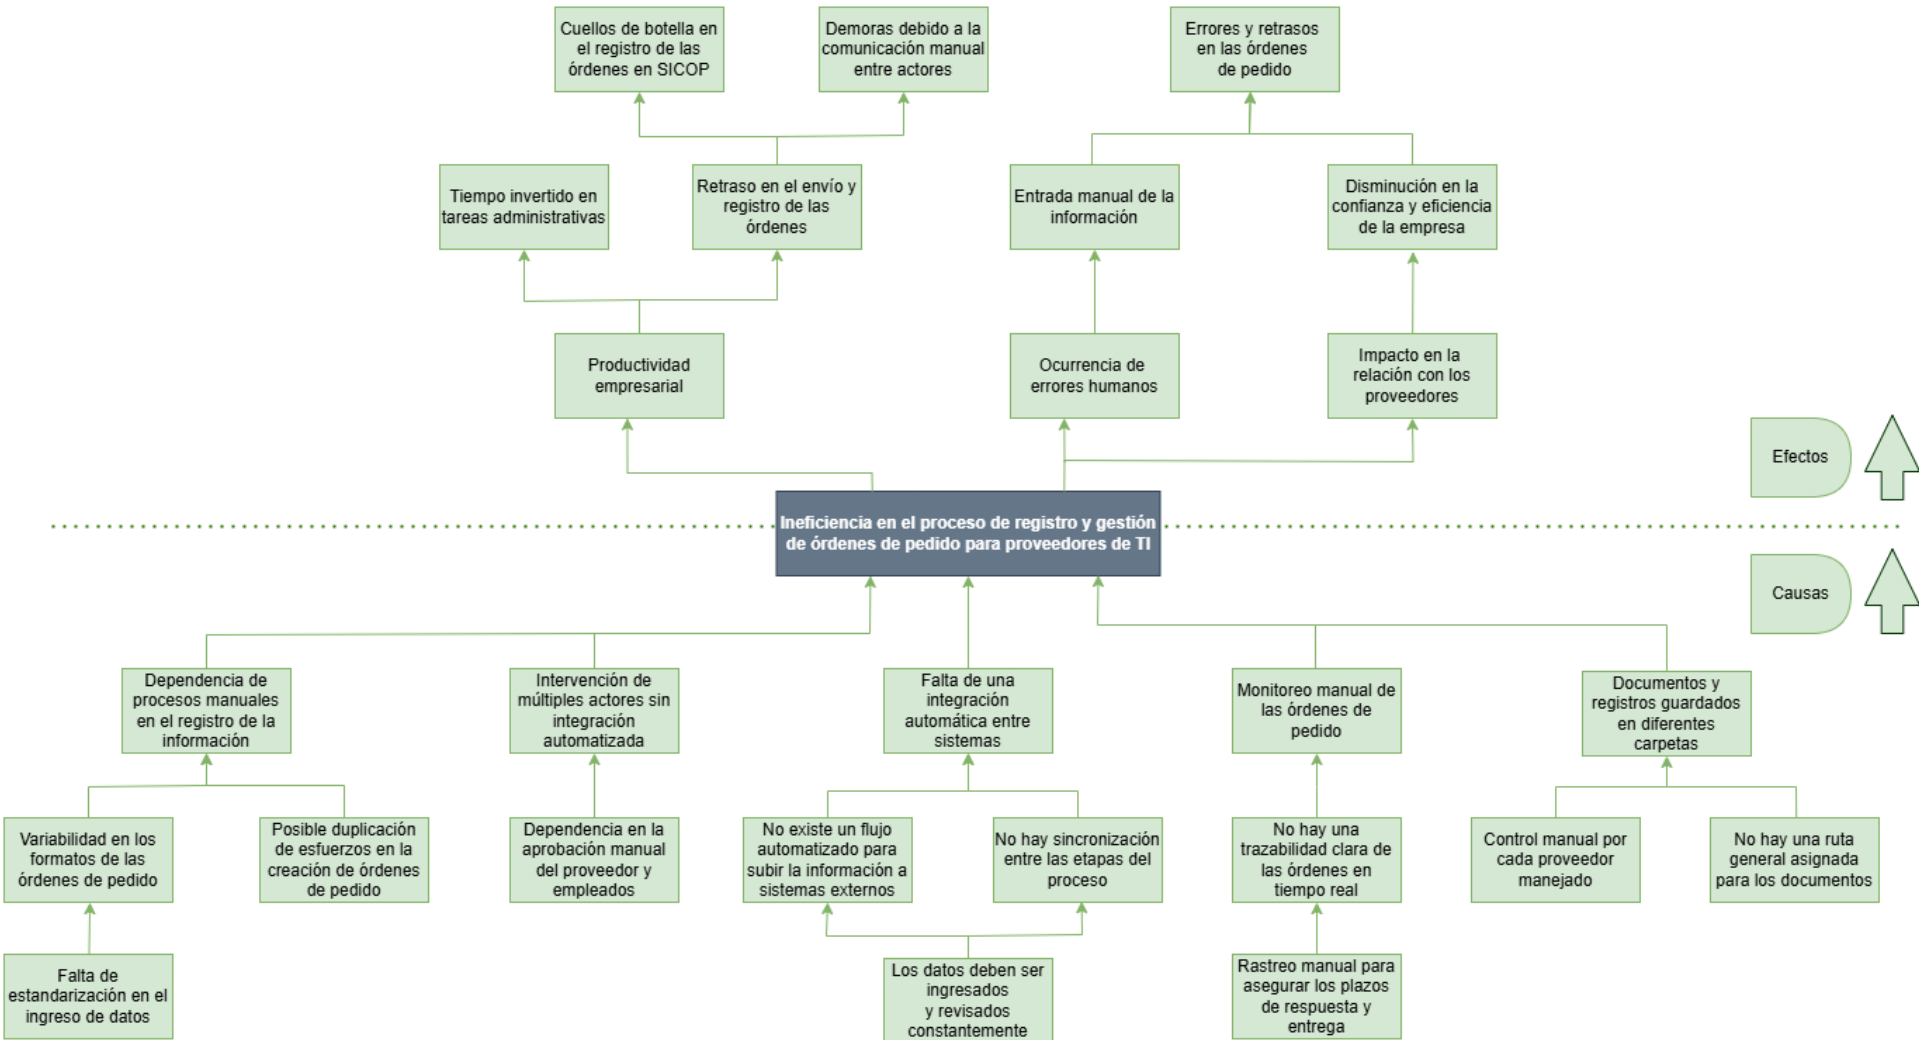 Cuellos de botella en
el registro de las
órdenes en SICOP
Demoras debido a la
comunicación manual
entre actores
Errores y retrasos
en las órdenes
de pedido
Tiempo invertido en
tareas administrativas
Retraso en el envío y
registro de las
órdenes
Entrada manual de la
información
Disminución en la
confianza y eficiencia
de la empresa
Productividad
empresarial
Ocurrencia de
errores humanos
Impacto en la
relación con los
proveedores
Efectos
Ineficiencia en el proceso de registro y gestión
de órdenes de pedido para proveedores de TI
Causas
Dependencia de
procesos manuales
en el registro de la
información
Intervención de
múltiples actores sin
integración
automatizada
Falta de una
integración
automática entre
sistemas
Monitoreo manual de
las órdenes de
pedido
Documentos y
registros guardados
en diferentes
carpetas
Variabilidad en los
formatos de las
órdenes de pedido
Posible duplicación
de esfuerzos en la
creación de órdenes
de pedido
Dependencia en la
aprobación manual
del proveedor y
empleados
No existe un flujo
automatizado para
subir la información a
sistemas externos
No hay sincronización
entre las etapas del
proceso
No hay una
trazabilidad clara de
las órdenes en
tiempo real
Control manual por
cada proveedor
manejado
No hay una ruta
general asignada
para los documentos
Falta de
estandarización en el
ingreso de datos
Los datos deben ser
ingresados
y revisados
constantemente
Rastreo manual para
asegurar los plazos
de respuesta y
entrega